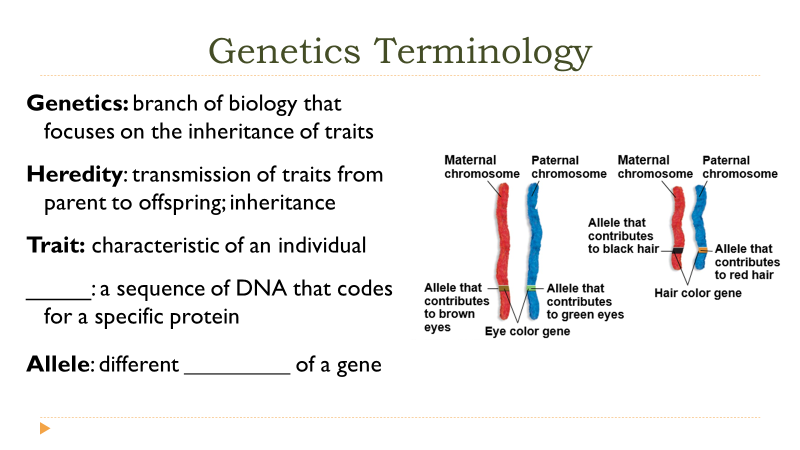 Genetics Terminology
Genetics: branch of biology that
focuses on the inheritance of traits
Heredity: transmission of traits from
parent to offspring; inheritance
Trait: characteristic of an individual
_____: a sequence of DNA that codes
for a specific protein
Allele: different _________ of a gene
Maternal
chromosome
Paternal
chromosome
Allele that
contributes
to brown
eyes
Allele that
contributes
to green eyes
Eye color gene
Maternal
chromosome
Paternal
chromosome
Allele that
contributes
to black hair
Allele that
contributes
to red hair
Hair color gene